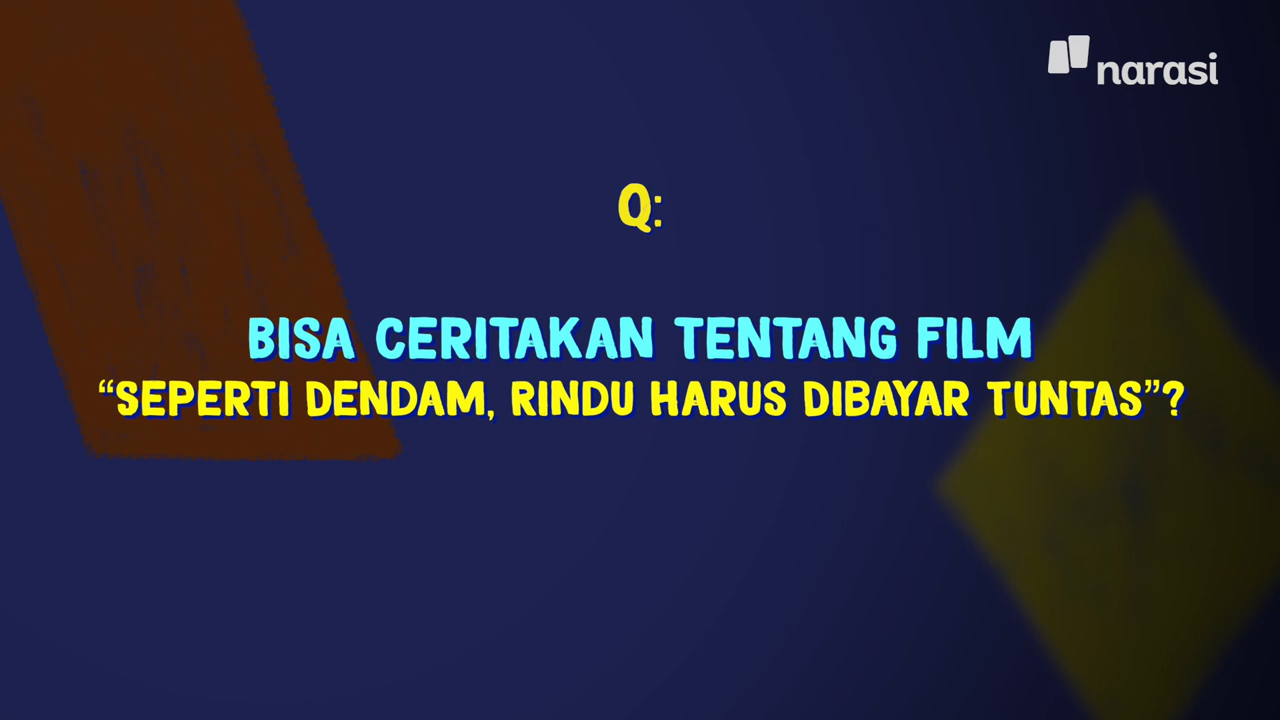 narasi
Q:
BISA CERITAKAN TENTANG FILM
“SEPERTI DENDAM, RINDU HARUS DIBAYAR TUNTAS”?